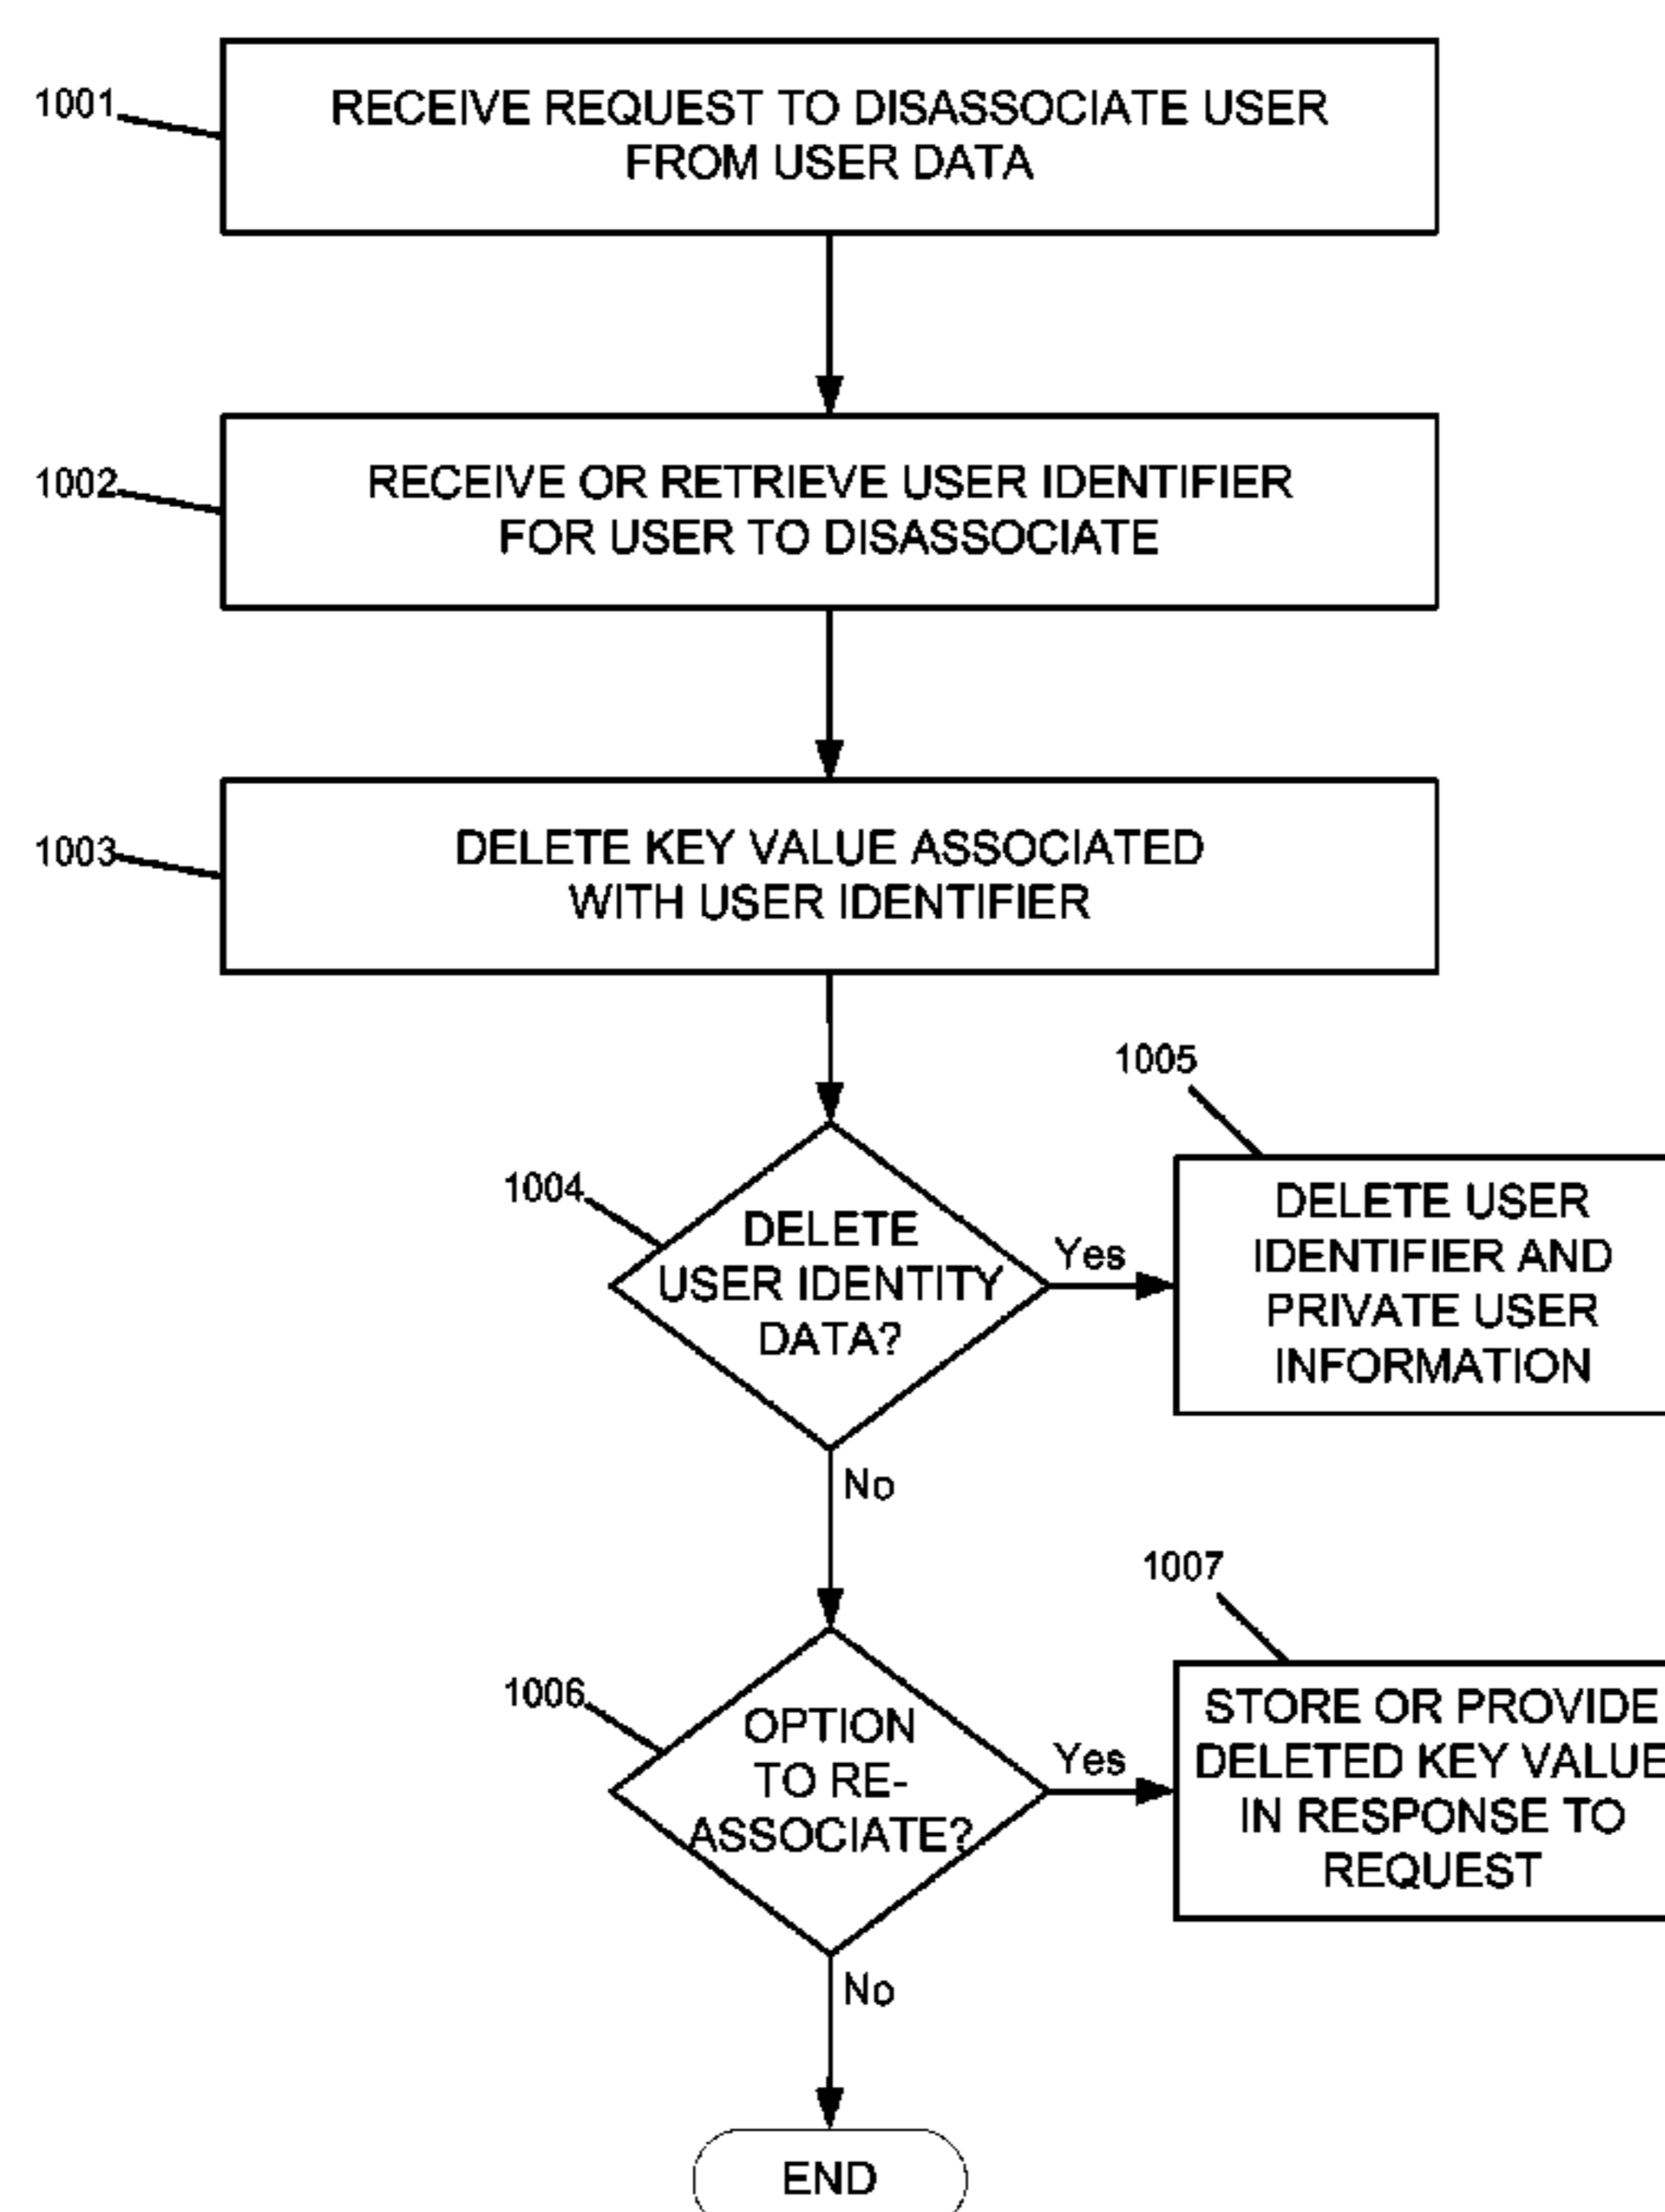 1001
RECEIVE REQUEST TO DISASSOCIATE USER
FROM USER DATA
1002
RECEIVE OR RETRIEVE USER IDENTIFIER
FOR USER TO DISASSOCIATE
1003
DELETE KEY VALUE ASSOCIATED
WITH USER IDENTIFIER
1004
DELETE
USER IDENTITY
DATA?
Yes
1005
DELETE USER
IDENTIFIER AND
PRIVATE USER
INFORMATION
No
1006
OPTION
TO RE-
ASSOCIATE?
Yes
1007
STORE OR PROVIDE
DELETED KEY VALUE
IN RESPONSE TO
REQUEST
No
END